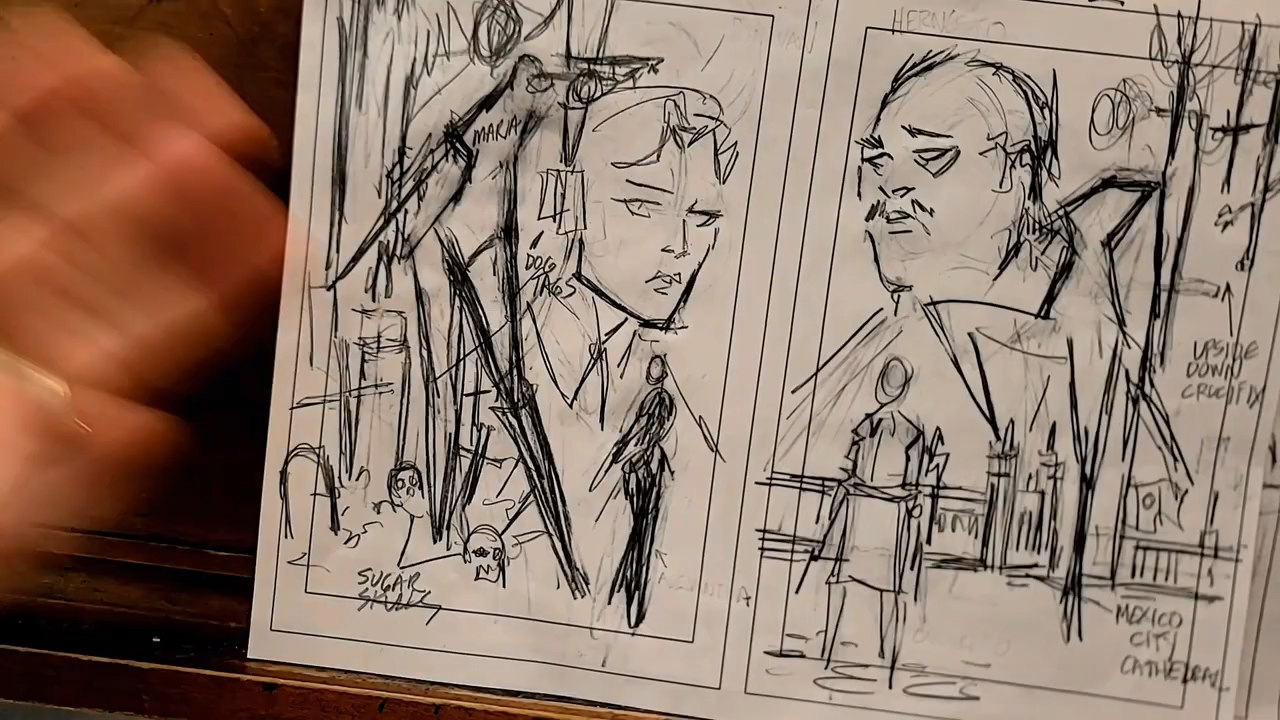 MARIA
DOG
TAGS
SUGAR
SKULLS
UPSIDE
DOWN
CRUCIFIX
MEXICO
CITY
CATHEDRAL